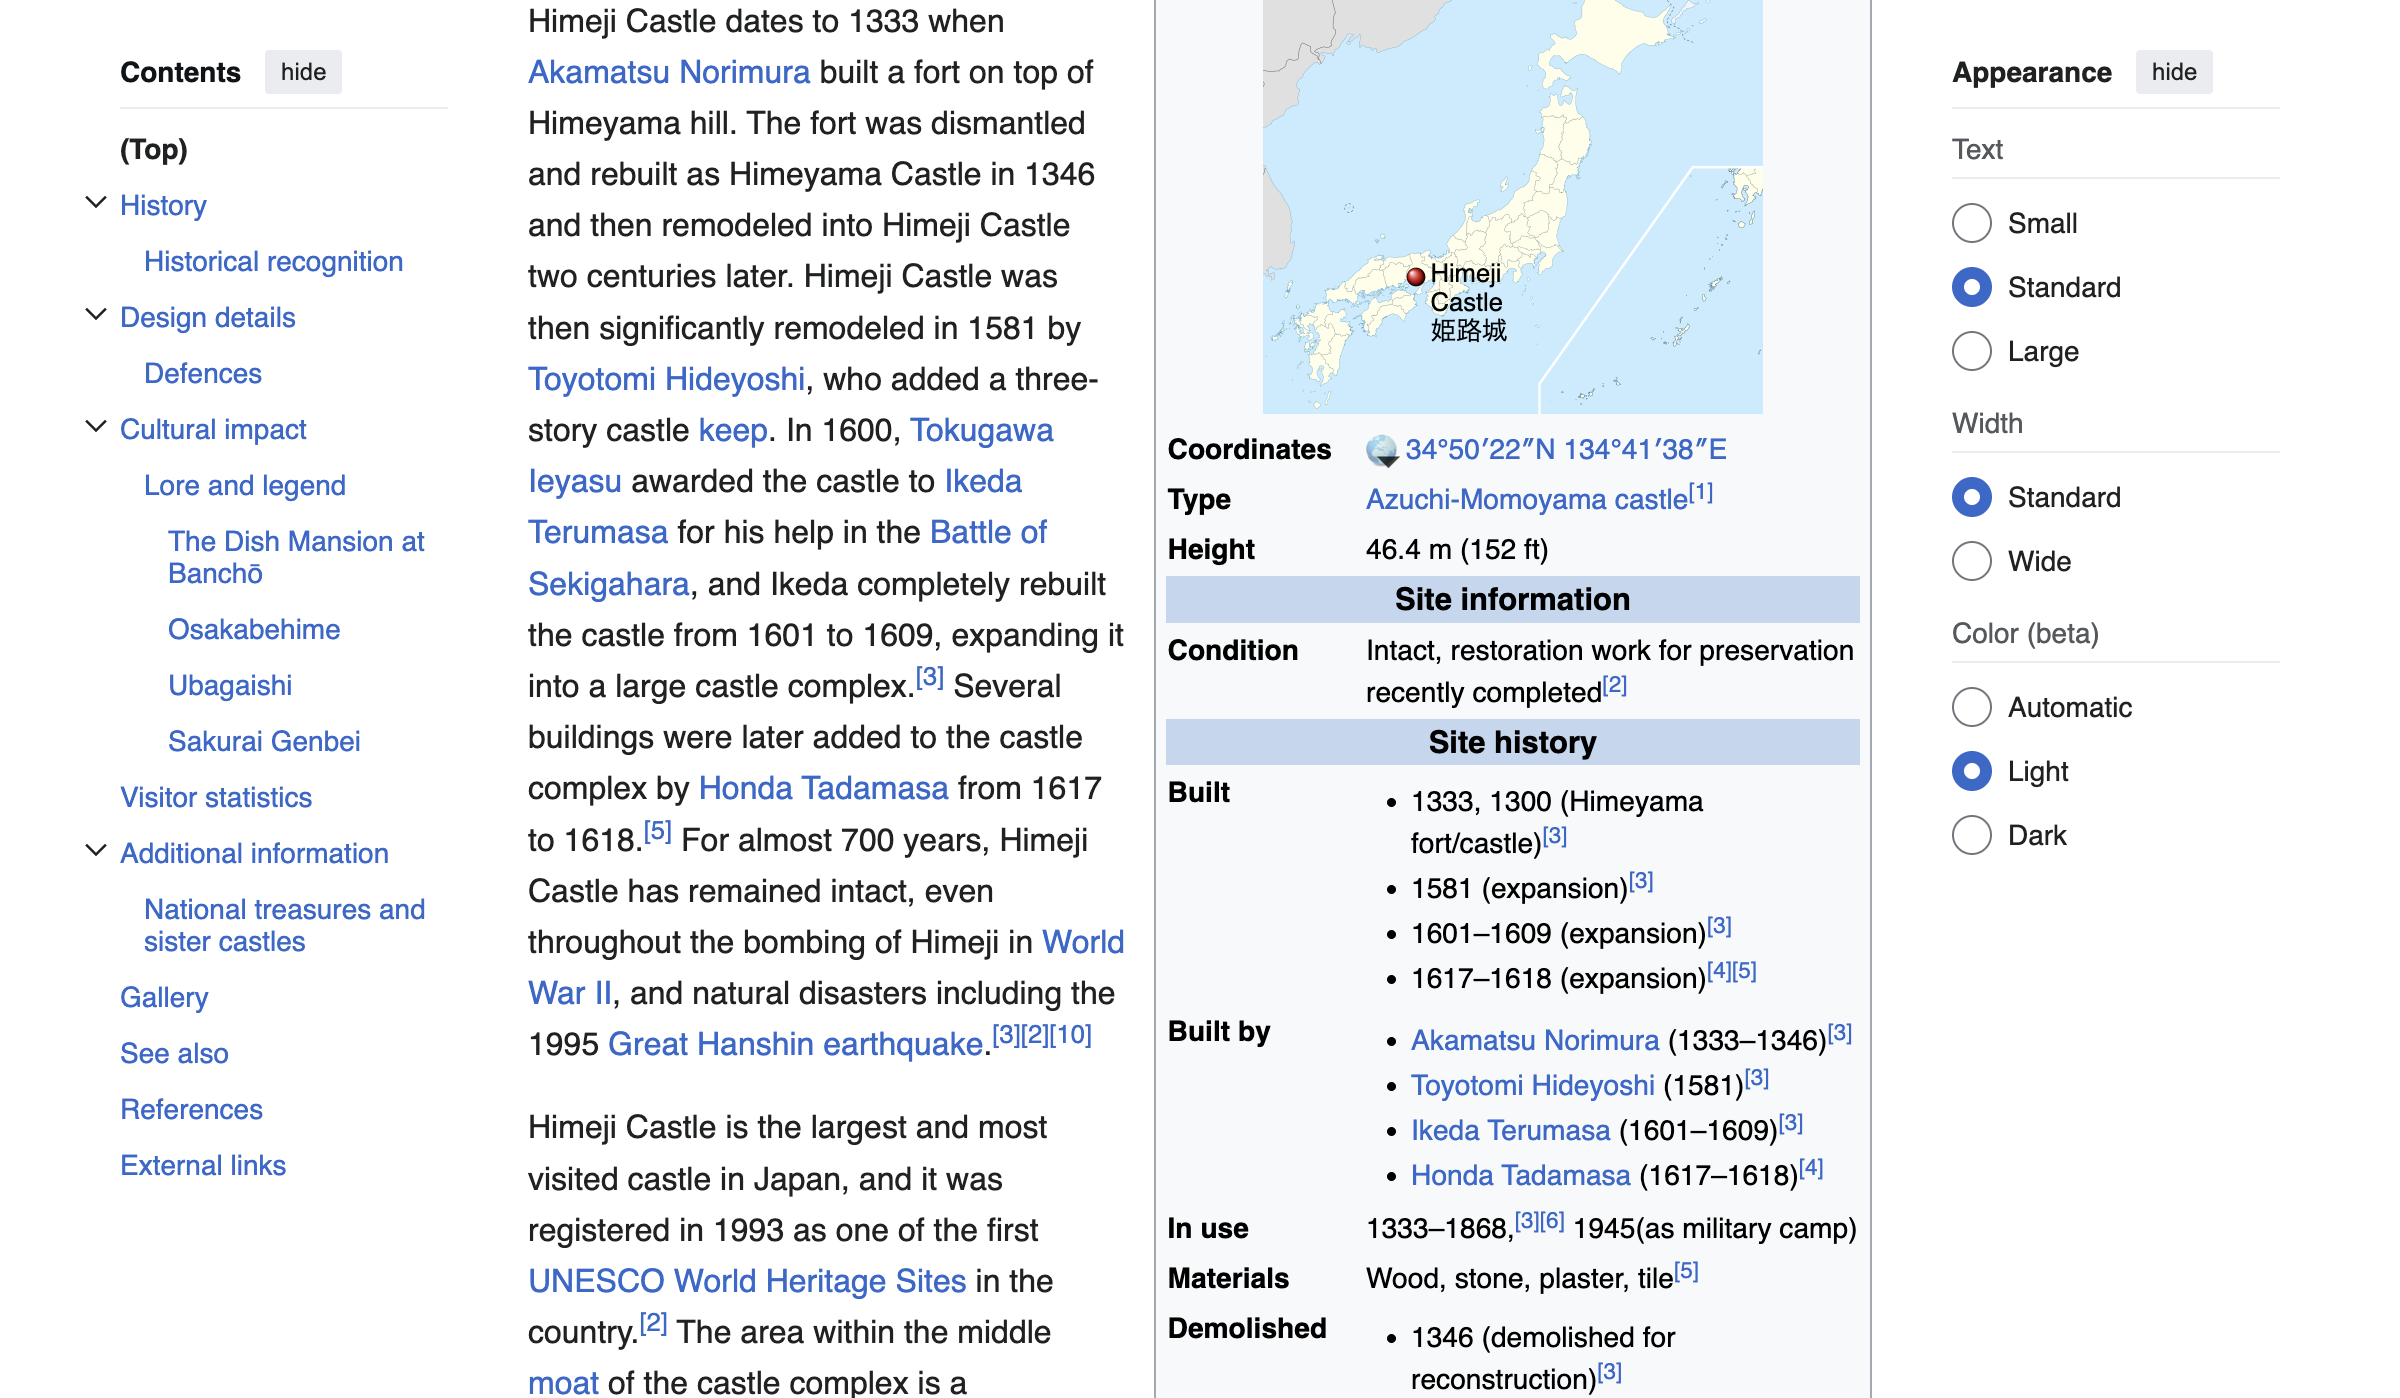 Contents hide
(Top)
History
Historical recognition
Design details
Defences
Cultural impact
Lore and legend
The Dish Mansion at
Banchō
Osakabehime
Ubagaishi
Sakurai Genbei
Visitor statistics
Additional information
National treasures and
sister castles
Gallery
See also
References
External links
Himeji Castle dates to 1333 when
Akamatsu Norimura built a fort on top of
Himeyama hill. The fort was dismantled
and rebuilt as Himeyama Castle in 1346
and then remodeled into Himeji Castle
two centuries later. Himeji Castle was
then significantly remodeled in 1581 by
Toyotomi Hideyoshi, who added a three-
story castle keep. In 1600, Tokugawa
Ieyasu awarded the castle to Ikeda
Terumasa for his help in the Battle of
Sekigahara, and Ikeda completely rebuilt
the castle from 1601 to 1609, expanding it
into a large castle complex.[3] Several
buildings were later added to the castle
complex by Honda Tadamasa from 1617
to 1618.[5] For almost 700 years, Himeji
Castle has remained intact, even
throughout the bombing of Himeji in World
War II, and natural disasters including the
1995 Great Hanshin earthquake.[3][2][10]
Himeji Castle is the largest and most
visited castle in Japan, and it was
registered in 1993 as one of the first
UNESCO World Heritage Sites in the
country.[2] The area within the middle
moat of the castle complex is a
Himeji
Castle
姫路城
Coordinates 34°50′22″N 134°41′38″E
Type Azuchi-Momoyama castle[1]
Height 46.4 m (152 ft)
Site information
Condition Intact, restoration work for preservation
recently completed[2]
Site history
Built • 1333, 1300 (Himeyama
fort/castle)[3]
• 1581 (expansion)[3]
• 1601–1609 (expansion)[3]
• 1617–1618 (expansion)[4][5]
Built by • Akamatsu Norimura (1333–1346)[3]
• Toyotomi Hideyoshi (1581)[3]
• Ikeda Terumasa (1601–1609)[3]
• Honda Tadamasa (1617–1618)[4]
In use 1333–1868,[3][6] 1945(as military camp)
Materials Wood, stone, plaster, tile[5]
Demolished • 1346 (demolished for
reconstruction)[3]
Appearance hide
Text
Small
Standard
Large
Width
Standard
Wide
Color (beta)
Automatic
Light
Dark